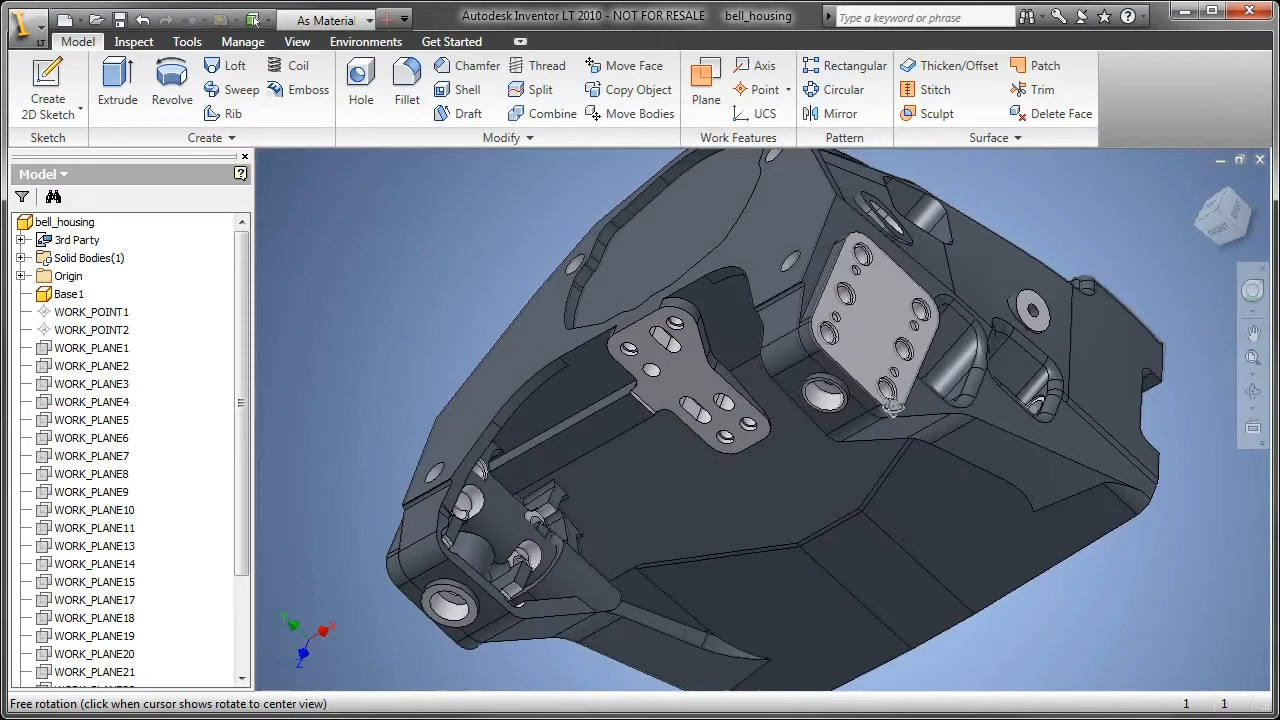 As Material
Autodesk Inventor LT 2010 - NOT FOR RESALE bell_housing
Type a keyword or phrase
LT
Model Inspect Tools Manage View Environments Get Started
Create
2D Sketch
Sketch
Extrude
Revolve
Loft
Sweep
Rib
Coil
Emboss
Create
Hole
Fillet
Chamfer
Shell
Draft
Thread
Split
Combine
Move Face
Copy Object
Move Bodies
Modify
Plane
Axis
Point
UCS
Work Features
Rectangular
Circular
Mirror
Pattern
Thicken/Offset
Stitch
Sculpt
Patch
Trim
Delete Face
Surface
Model
bell_housing
3rd Party
Solid Bodies(1)
Origin
Base1
WORK_POINT1
WORK_POINT2
WORK_PLANE1
WORK_PLANE2
WORK_PLANE3
WORK_PLANE4
WORK_PLANE5
WORK_PLANE6
WORK_PLANE7
WORK_PLANE8
WORK_PLANE9
WORK_PLANE10
WORK_PLANE11
WORK_PLANE13
WORK_PLANE14
WORK_PLANE15
WORK_PLANE17
WORK_PLANE18
WORK_PLANE19
WORK_PLANE20
WORK_PLANE21
FRONT
Y
X
Z
Free rotation (click when cursor shows rotate to center view)
1 1